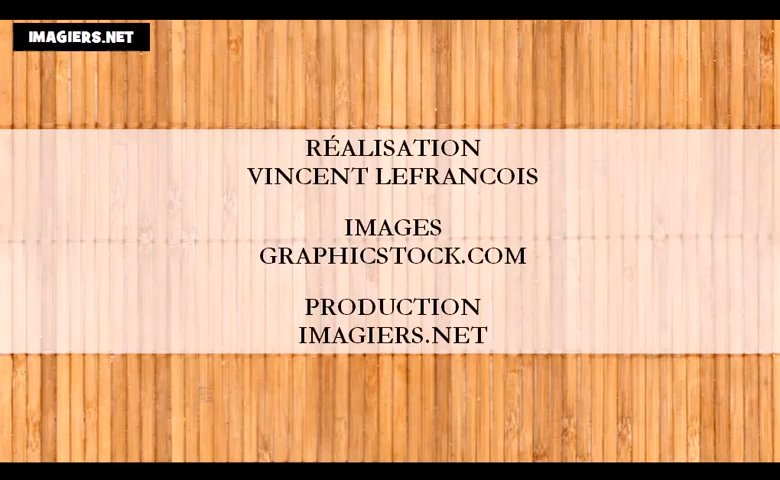 IMAGIERS.NET
RÉALISATION
VINCENT LEFRANCOIS
IMAGES
GRAPHICSTOCK.COM
PRODUCTION
IMAGIERS.NET